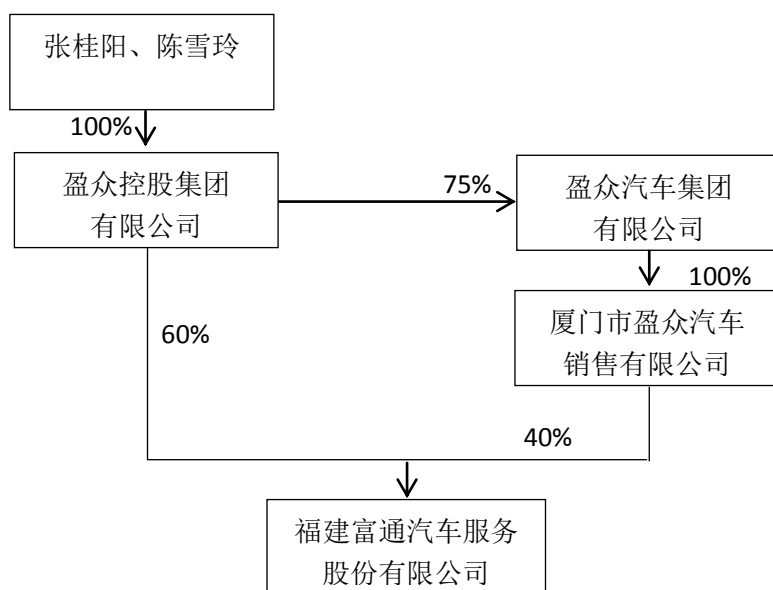 张桂阳、陈雪玲
100%
盈众控股集团
有限公司
75%
盈众汽车集团
有限公司
100%
60%
厦门市盈众汽车
销售有限公司
40%
福建富通汽车服务
股份有限公司